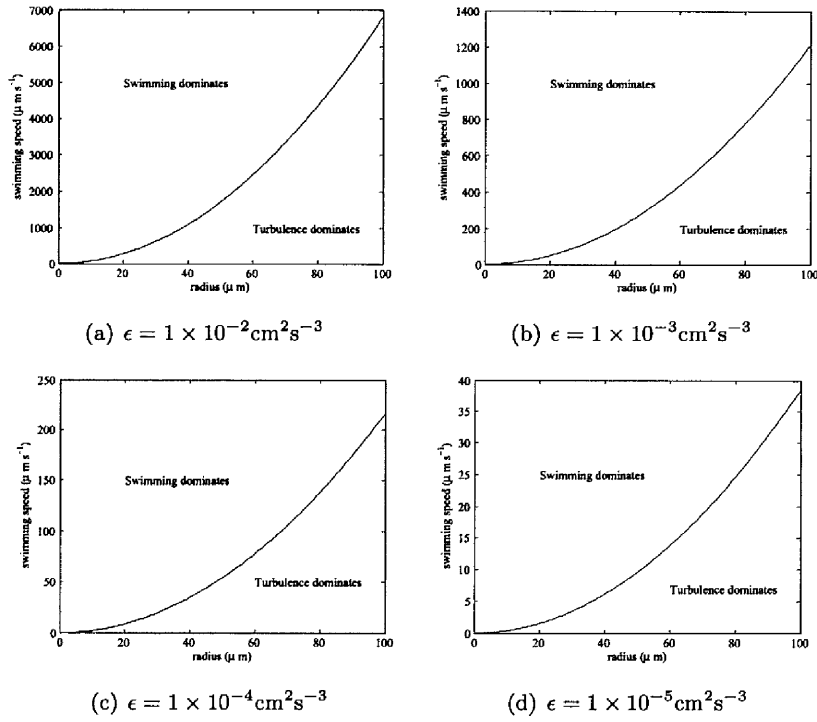 7000
6000
5000
4000
3000
2000
1000
0
swimming speed (μ m s⁻¹)
Swimming dominates
Turbulence dominates
0 20 40 60 80 100
radius (μ m)
(a) ϵ = 1 × 10⁻²cm²s⁻³
1400
1200
1000
800
600
400
200
0
swimming speed (μ m s⁻¹)
Swimming dominates
Turbulence dominates
0 20 40 60 80 100
radius (μ m)
(b) ϵ = 1 × 10⁻³cm²s⁻³
250
200
150
100
50
0
swimming speed (μ m s⁻¹)
Swimming dominates
Turbulence dominates
0 20 40 60 80 100
radius (μ m)
(c) ϵ = 1 × 10⁻⁴cm²s⁻³
40
35
30
25
20
15
10
5
0
swimming speed (μ m s⁻¹)
Swimming dominates
Turbulence dominates
0 20 40 60 80 100
radius (μ m)
(d) ϵ = 1 × 10⁻⁵cm²s⁻³